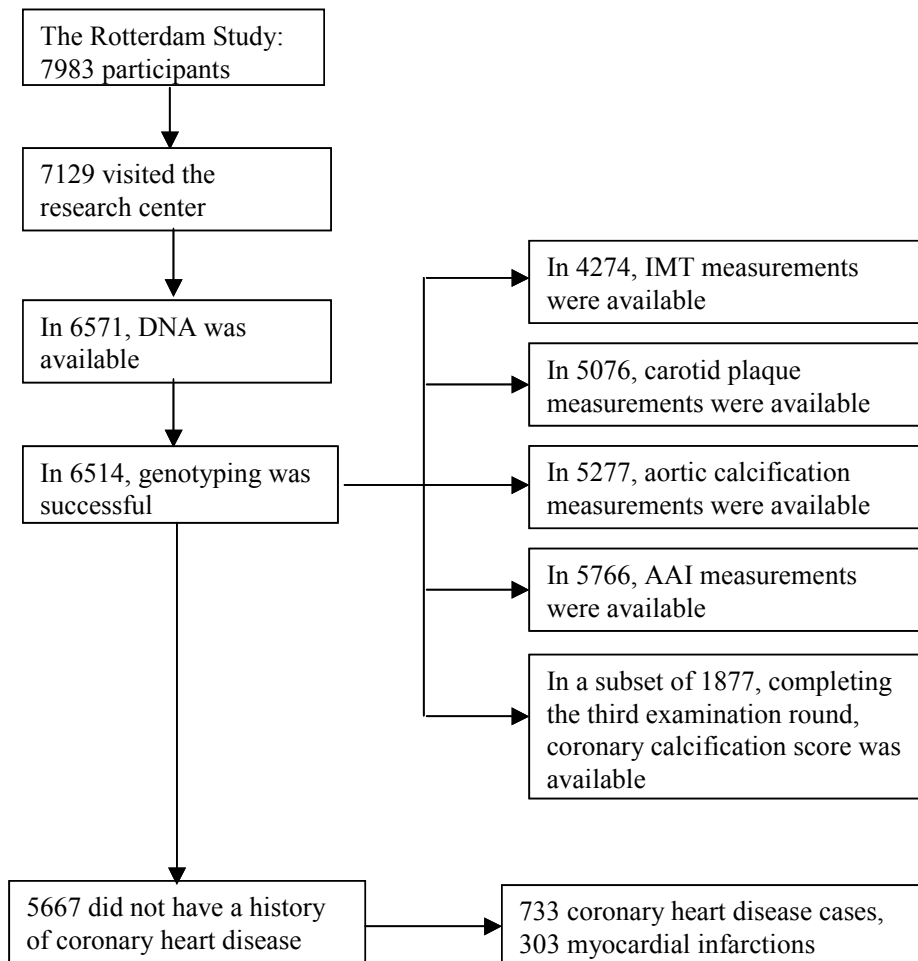 The Rotterdam Study:
7983 participants
7129 visited the
research center
In 6571, DNA was
available
In 6514, genotyping was
successful
In 4274, IMT measurements
were available
In 5076, carotid plaque
measurements were available
In 5277, aortic calcification
measurements were available
In 5766, AAI measurements
were available
In a subset of 1877, completing
the third examination round,
coronary calcification score was
available
5667 did not have a history
of coronary heart disease
733 coronary heart disease cases,
303 myocardial infarctions